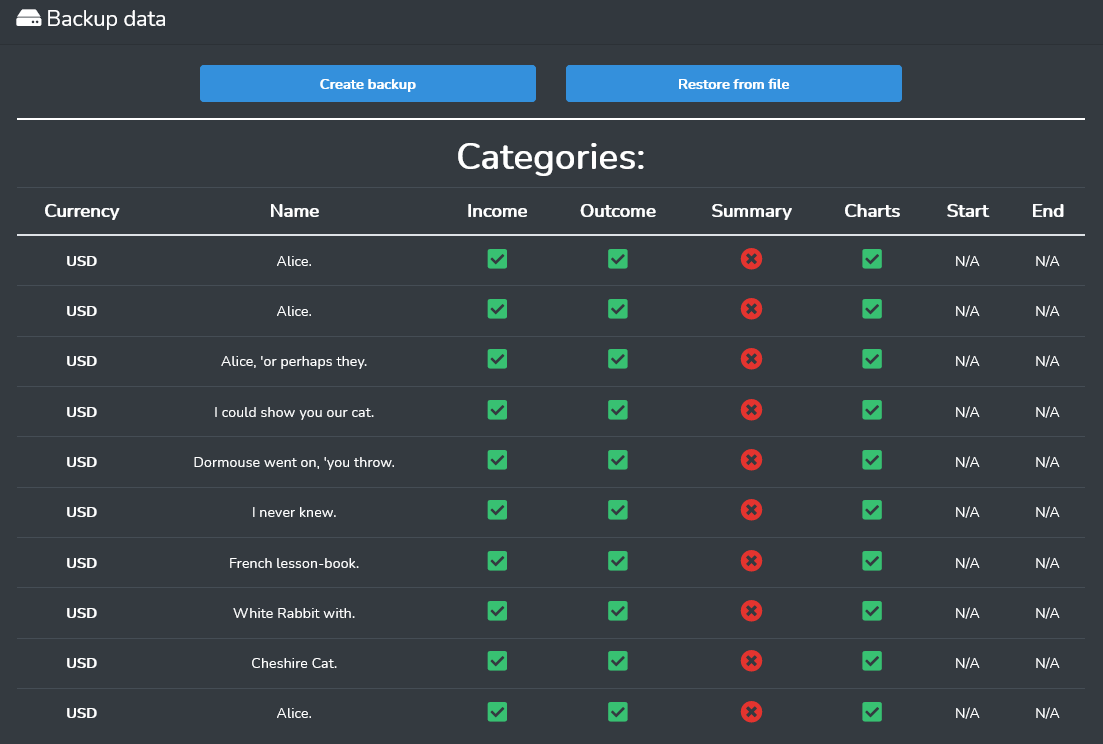 Backup data
Create backup Restore from file
Categories:
Currency Name Income Outcome Summary Charts Start End
USD Alice. N/A N/A
USD Alice. N/A N/A
USD Alice, 'or perhaps they. N/A N/A
USD I could show you our cat. N/A N/A
USD Dormouse went on, 'you throw. N/A N/A
USD I never knew. N/A N/A
USD French lesson-book. N/A N/A
USD White Rabbit with. N/A N/A
USD Cheshire Cat. N/A N/A
USD Alice. N/A N/A